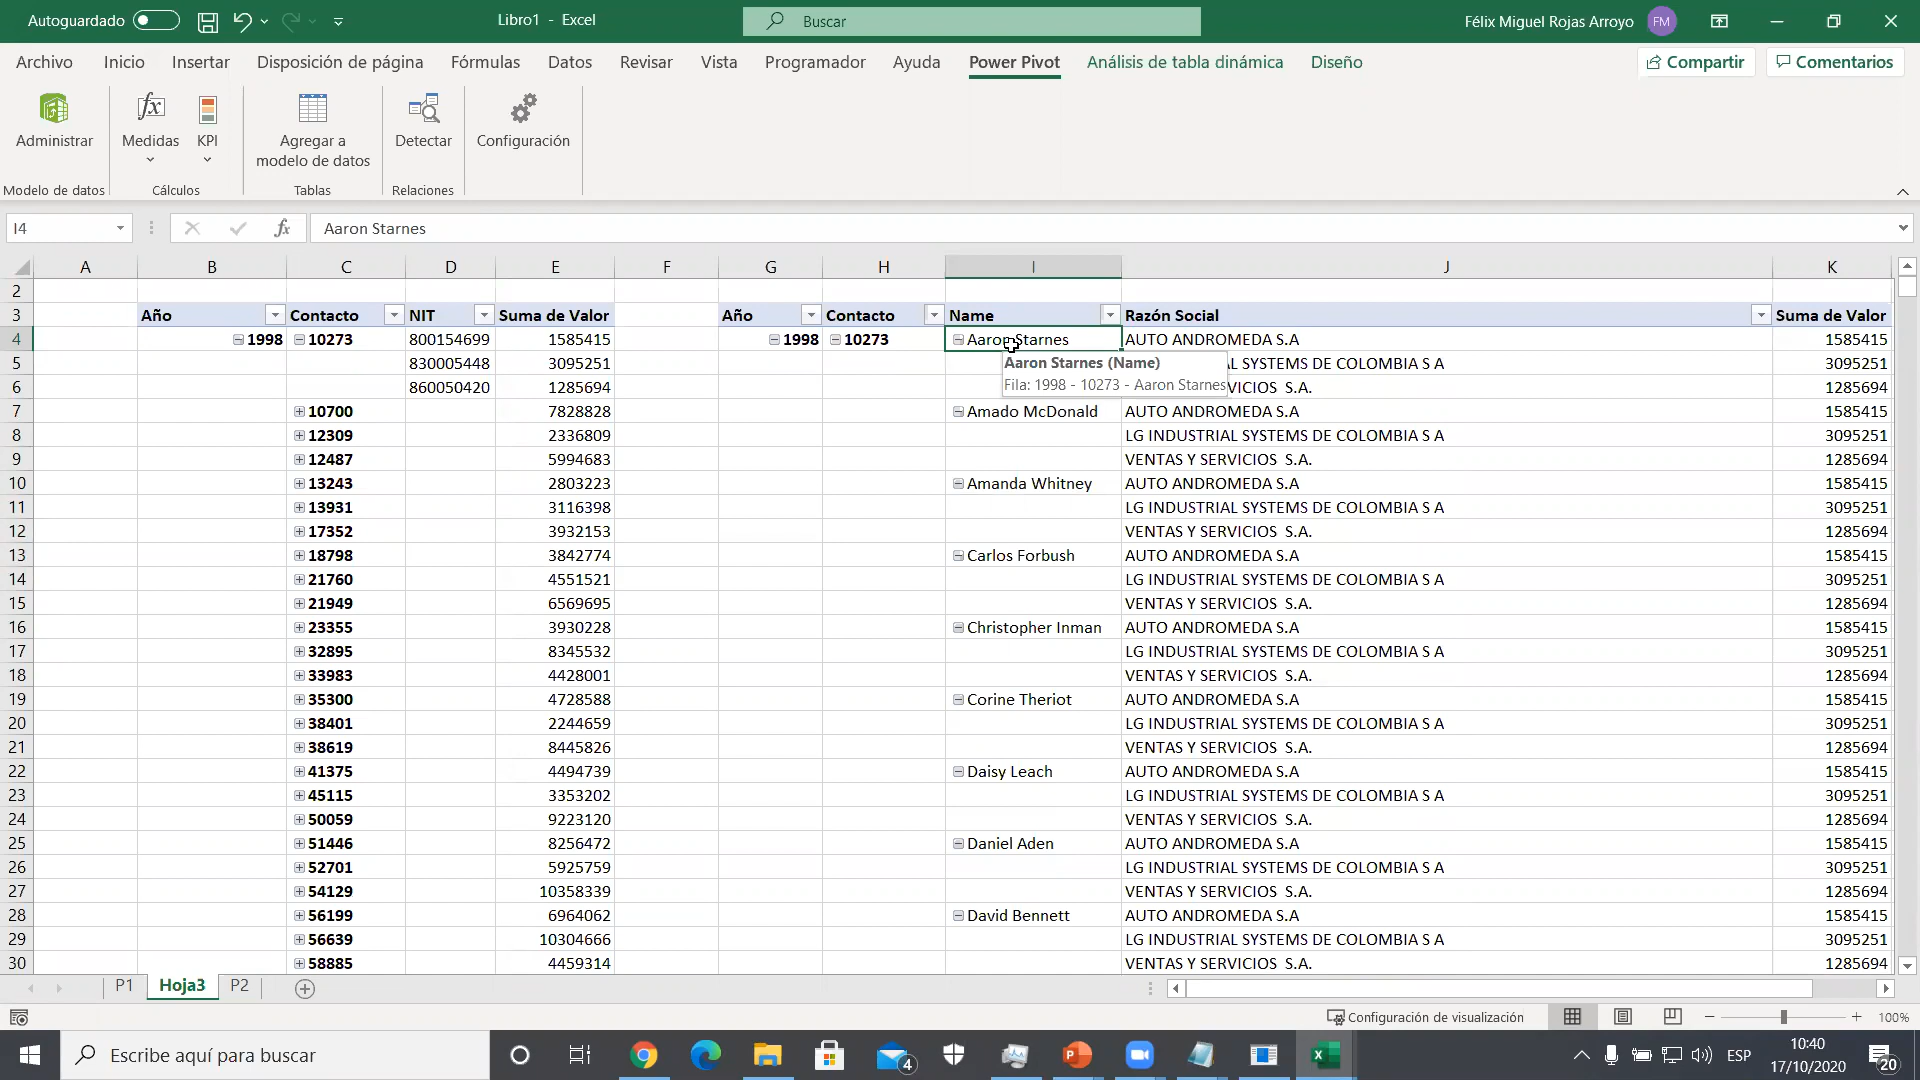 Autoguardado
Libro1 - Excel
Buscar
Félix Miguel Rojas Arroyo FM
Archivo Inicio Insertar Disposición de página Fórmulas Datos Revisar Vista Programador Ayuda Power Pivot Análisis de tabla dinámica Diseño Compartir Comentarios
Administrar Medidas KPI Agregar a modelo de datos Detectar Configuración
Modelo de datos Cálculos Tablas Relaciones
I4 fx Aaron Starnes
A B C D E F G H I J K
2
3 Año Contacto NIT Suma de Valor Año Contacto Name Razón Social Suma de Valor
4 1998 10273 800154699 1585415 1998 10273 Aaron Starnes AUTO ANDROMEDA S.A 1585415
5 830005448 3095251 Aaron Starnes (Name) L SYSTEMS DE COLOMBIA S A 3095251
6 860050420 1285694 Fila: 1998 - 10273 - Aaron Starnes VICIOS S.A. 1285694
7 10700 7828828 Amado McDonald AUTO ANDROMEDA S.A 1585415
8 12309 2336809 LG INDUSTRIAL SYSTEMS DE COLOMBIA S A 3095251
9 12487 5994683 VENTAS Y SERVICIOS S.A. 1285694
10 13243 2803223 Amanda Whitney AUTO ANDROMEDA S.A 1585415
11 13931 3116398 LG INDUSTRIAL SYSTEMS DE COLOMBIA S A 3095251
12 17352 3932153 VENTAS Y SERVICIOS S.A. 1285694
13 18798 3842774 Carlos Forbush AUTO ANDROMEDA S.A 1585415
14 21760 4551521 LG INDUSTRIAL SYSTEMS DE COLOMBIA S A 3095251
15 21949 6569695 VENTAS Y SERVICIOS S.A. 1285694
16 23355 3930228 Christopher Inman AUTO ANDROMEDA S.A 1585415
17 32895 8345532 LG INDUSTRIAL SYSTEMS DE COLOMBIA S A 3095251
18 33983 4428001 VENTAS Y SERVICIOS S.A. 1285694
19 35300 4728588 Corine Theriot AUTO ANDROMEDA S.A 1585415
20 38401 2244659 LG INDUSTRIAL SYSTEMS DE COLOMBIA S A 3095251
21 38619 8445826 VENTAS Y SERVICIOS S.A. 1285694
22 41375 4494739 Daisy Leach AUTO ANDROMEDA S.A 1585415
23 45115 3353202 LG INDUSTRIAL SYSTEMS DE COLOMBIA S A 3095251
24 50059 9223120 VENTAS Y SERVICIOS S.A. 1285694
25 51446 8256472 Daniel Aden AUTO ANDROMEDA S.A 1585415
26 52701 5925759 LG INDUSTRIAL SYSTEMS DE COLOMBIA S A 3095251
27 54129 10358339 VENTAS Y SERVICIOS S.A. 1285694
28 56199 6964062 David Bennett AUTO ANDROMEDA S.A 1585415
29 56639 10304666 LG INDUSTRIAL SYSTEMS DE COLOMBIA S A 3095251
30 58885 4459314 VENTAS Y SERVICIOS S.A. 1285694
P1 Hoja3 P2
Configuración de visualización 100%
Escribe aquí para buscar 4 ESP 10:40
17/10/2020 20